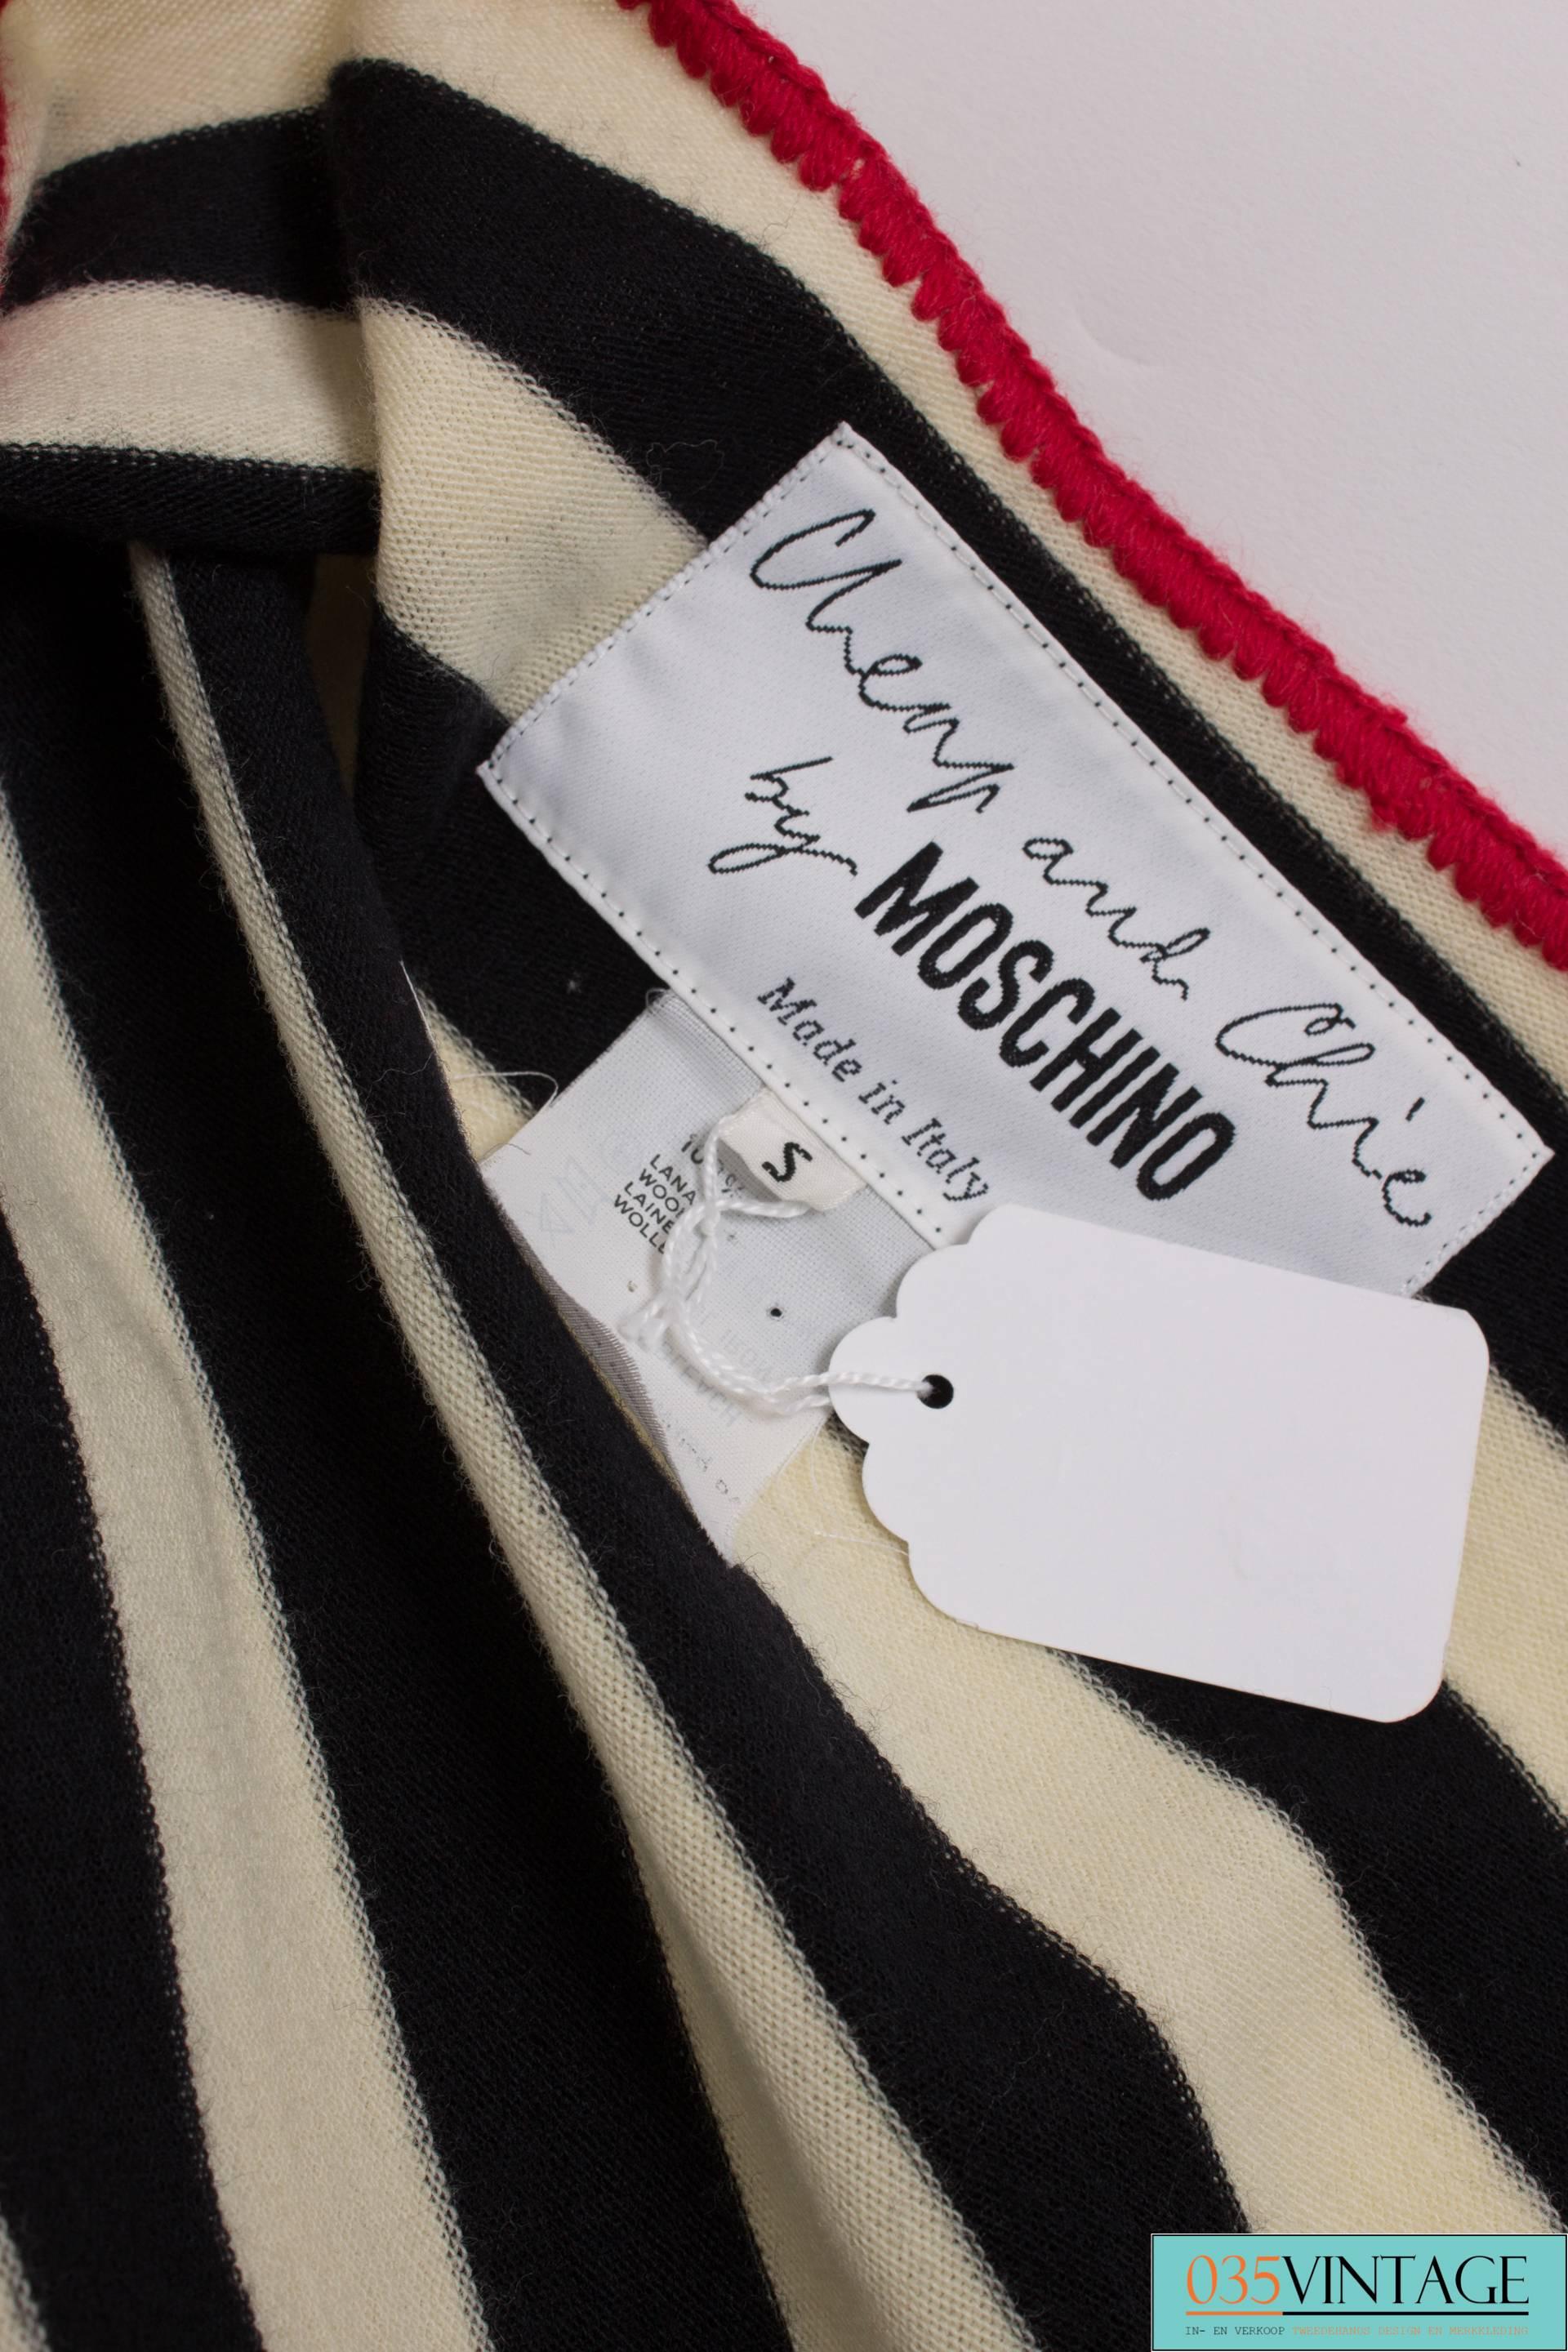 Cheap and Chic
by MOSCHINO
Made in Italy
S
LANA
WOOL
LAINE
WOLLE
035VINTAGE
IN- EN VERKOOP TWEEDEHANDS DESIGN EN MERKKLEDING